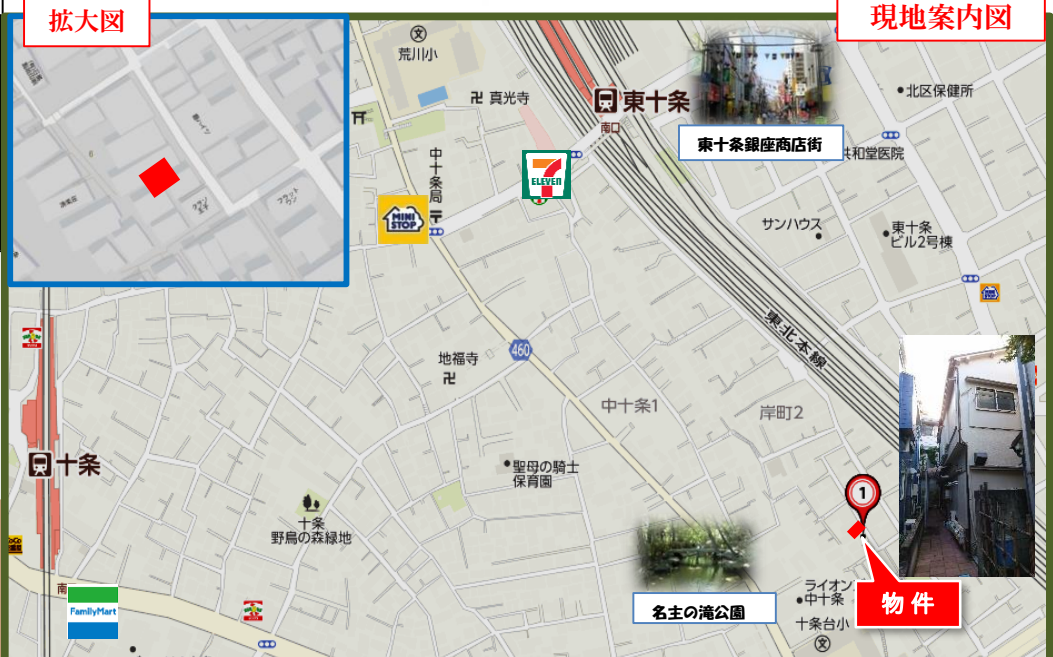 拡大図
現地案内図
荒川小
真光寺
東十条
南口
北区保健所
東十条銀座商店街
共和堂医院
中十条局
7
ELEVEN
MINI
STOP
サンハウス
東十条
ビル2号棟
東北本線
460
地福寺
中十条1
岸町2
十条
聖母の騎士
保育園
1
十条
野鳥の森緑地
FamilyMart
南
名主の滝公園
ライオン
中十条
物件
十条台小